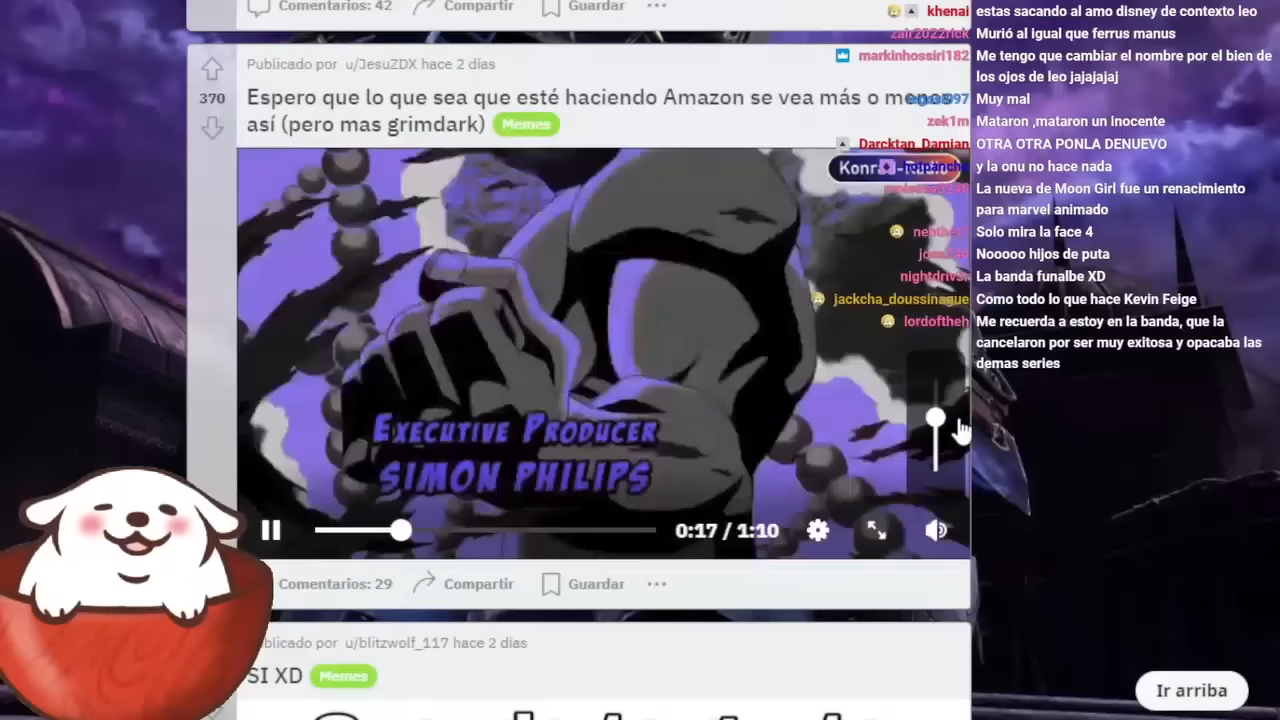 Comentarios: 42 Compartir Guardar
Publicado por u/JesuZDX hace 2 días
370
Espero que lo que sea que esté haciendo Amazon se vea más o menos
así (pero mas grimdark) Memes
EXECUTIVE PRODUCER
SIMON PHILIPS
0:17 / 1:10
Comentarios: 29 Compartir Guardar
blicado por u/blitzwolf_117 hace 2 días
SI XD Memes
khenai estas sacando al amo disney de contexto leo
zair2022rick Murió al igual que ferrus manus
markinhossiri182 Me tengo que cambiar el nombre por el bien de
los ojos de leo jajajajaj
Muy mal
zek1m Mataron ,mataron un inocente
Darcktan_Damian OTRA OTRA PONLA DENUEVO
y la onu no hace nada
La nueva de Moon Girl fue un renacimiento
para marvel animado
Solo mira la face 4
Nooooo hijos de puta
La banda funalbe XD
jackcha_doussinague Como todo lo que hace Kevin Feige
lordoftheh Me recuerda a estoy en la banda, que la
cancelaron por ser muy exitosa y opacaba las
demas series
Ir arriba